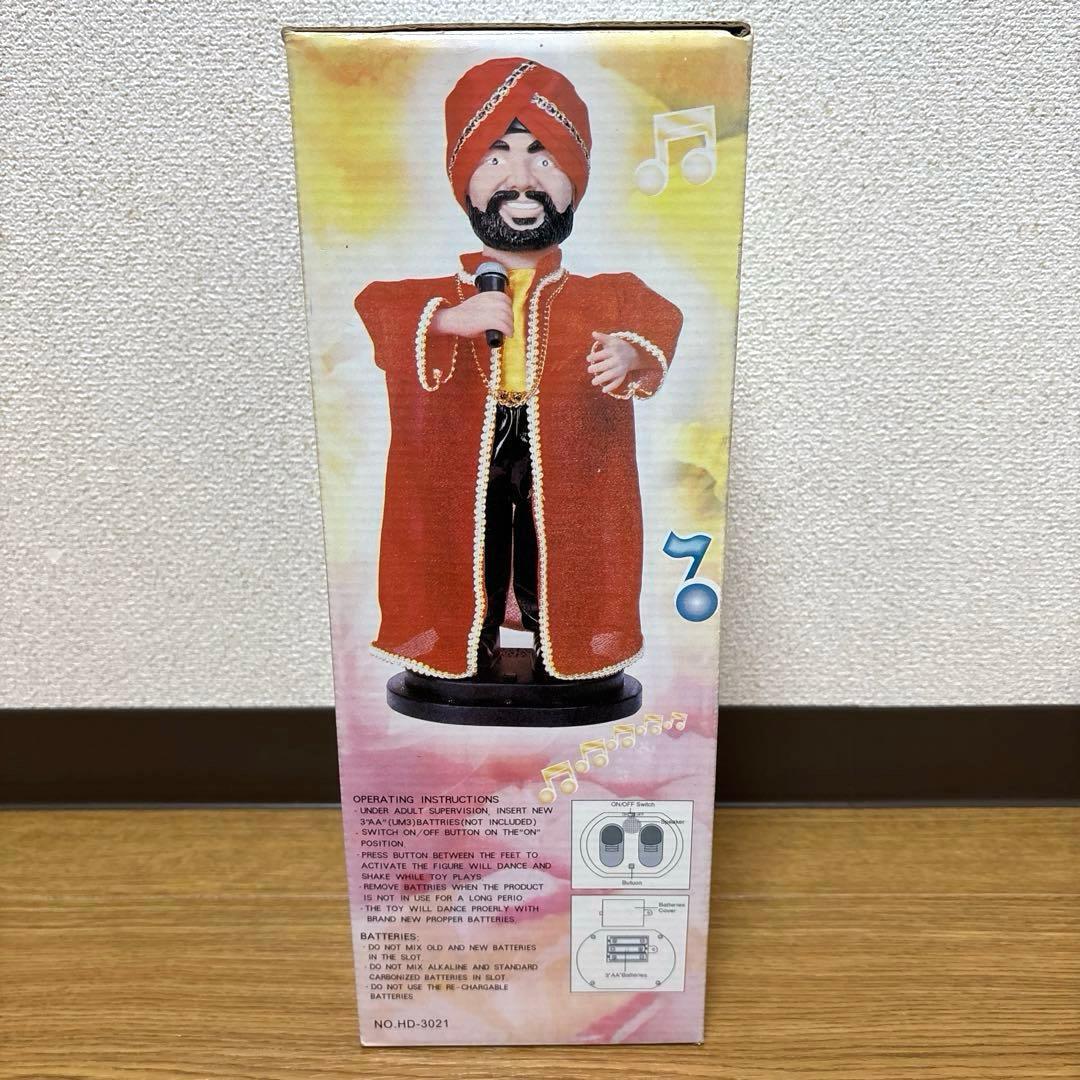 OPERATING INSTRUCTIONS
- UNDER ADULT SUPERVISION, INSERT NEW
3"AA"(UM3)BATTRIES(NOT INCLUDED)
- SWITCH ON/OFF BUTTON ON THE"ON"
POSITION
- PRESS BUTTON BETWEEN THE FEET TO
ACTIVATE THE FIGURE WILL DANCE AND
SHAKE WHILE TOY PLAYS.
- REMOVE BATTRIES WHEN THE PRODUCT
IS NOT IN USE FOR A LONG PERIO.
- THE TOY WILL DANCE PROERLY WITH
BRAND NEW PROPPER BATTERIES.
BATTERIES:
- DO NOT MIX OLD AND NEW BATTERIES
IN THE SLOT.
- DO NOT MIX ALKALINE AND STANDARD
CARBONIZED BATTERIES IN SLOT.
- DO NOT USE THE RE-CHARGABLE
BATTERIES
NO.HD-3021
ON/OFF Switch
Speaker
Butuon
Batteries
Cover
3"AA"Batteries